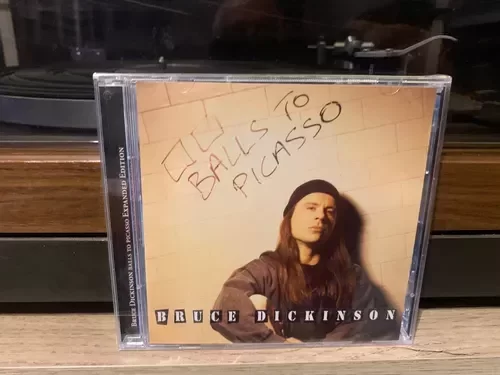 BALLS TO
PICASSO
BRUCE DICKINSON
BRUCE DICKINSON BALLS TO PICASSO EXPANDED EDITION